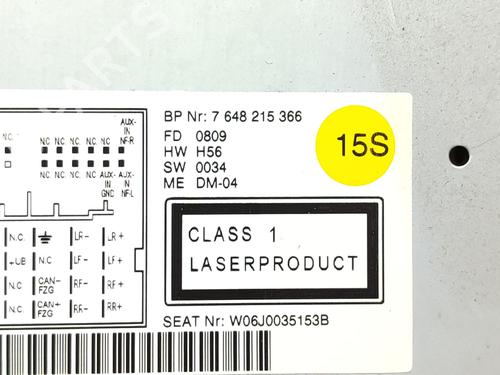 BP Nr: 7 648 215 366
FD 0809
HW H56
SW 0034
ME DM-04
15S
CLASS 1
LASERPRODUCT
SEAT Nr: W06J0035153B
AUX-
IN
NF-R
N.C. N.C. N.C.
N.C. N.C. AUX- AUX-
GND IN
NF-L
N.C. LR- LR+
+UB N.C. LF- LF+
N.C. CAN-
FZG RF- RF+
N.C. CAN+
FZG RR- RR+